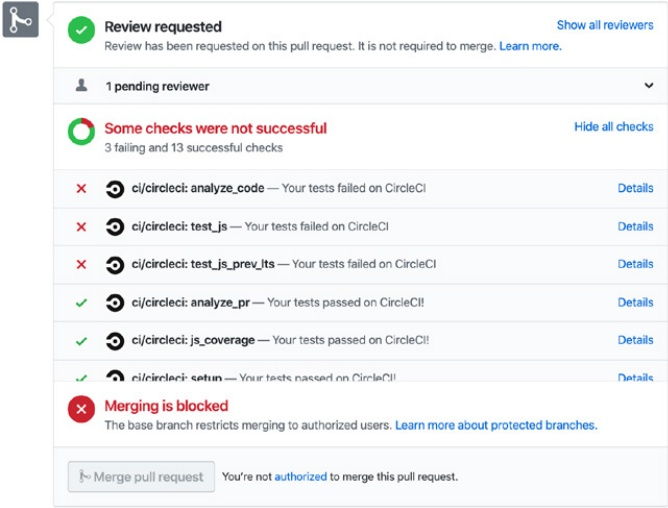 Review requested
Show all reviewers
Review has been requested on this pull request. It is not required to merge. Learn more.
1 pending reviewer
Some checks were not successful
Hide all checks
3 failing and 13 successful checks
ci/circleci: analyze_code — Your tests failed on CircleCI
Details
ci/circleci: test_js — Your tests failed on CircleCI
Details
ci/circleci: test_js_prev_lts — Your tests failed on CircleCI
Details
ci/circleci: analyze_pr — Your tests passed on CircleCI!
Details
ci/circleci: js_coverage — Your tests passed on CircleCI!
Details
ci/circleci: setup — Your tests passed on CircleCI!
Details
Merging is blocked
The base branch restricts merging to authorized users. Learn more about protected branches.
Merge pull request
You're not authorized to merge this pull request.